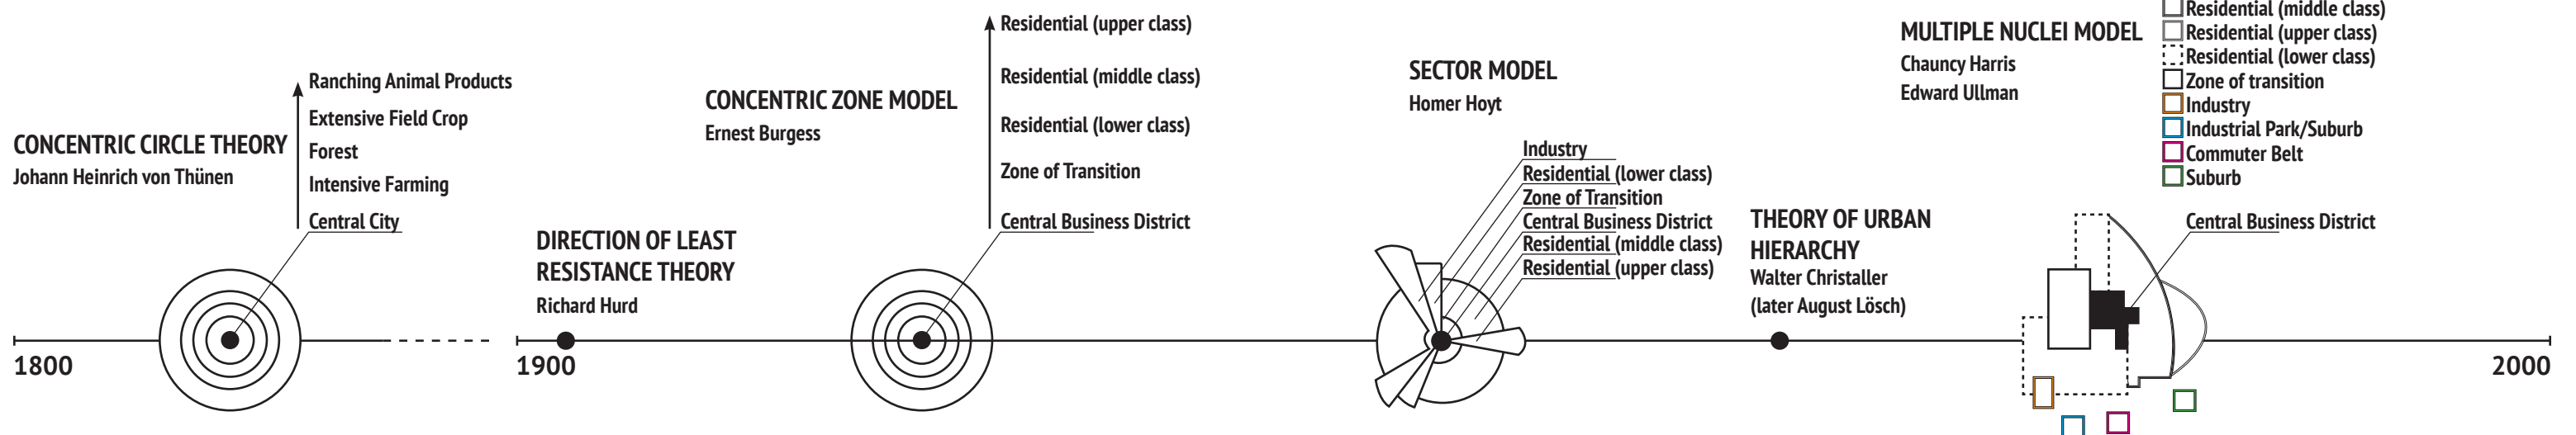 CONCENTRIC CIRCLE THEORY
Johann Heinrich von Thünen
Ranching Animal Products
Extensive Field Crop
Forest
Intensive Farming
Central City
1800
DIRECTION OF LEAST
RESISTANCE THEORY
Richard Hurd
1900
CONCENTRIC ZONE MODEL
Ernest Burgess
Residential (upper class)
Residential (middle class)
Residential (lower class)
Zone of Transition
Central Business District
SECTOR MODEL
Homer Hoyt
Industry
Residential (lower class)
Zone of Transition
Central Business District
Residential (middle class)
Residential (upper class)
THEORY OF URBAN
HIERARCHY
Walter Christaller
(later August Lösch)
MULTIPLE NUCLEI MODEL
Chauncy Harris
Edward Ullman
Residential (middle class)
Residential (upper class)
Residential (lower class)
Zone of transition
Industry
Industrial Park/Suburb
Commuter Belt
Suburb
Central Business District
2000